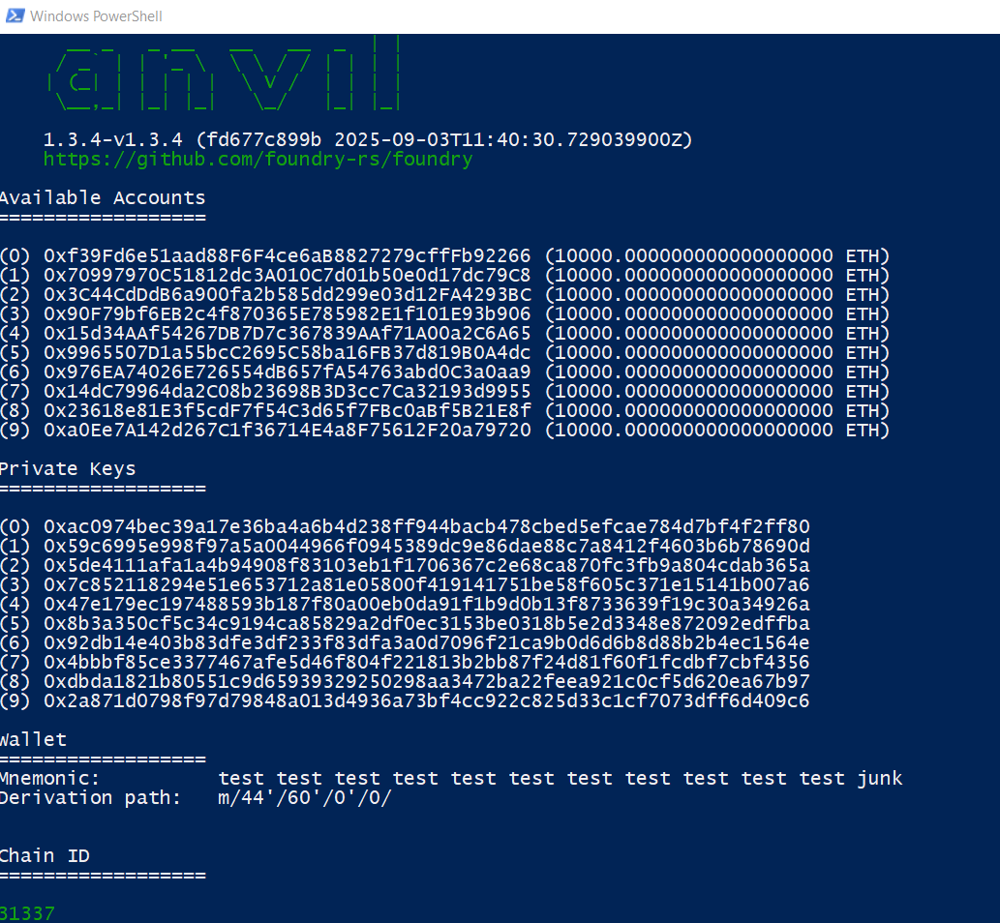 Windows PowerShell
anvil
1.3.4-v1.3.4 (fd677c899b 2025-09-03T11:40:30.729039900Z)
https://github.com/foundry-rs/foundry
Available Accounts
==================
(0) 0xf39Fd6e51aad88F6F4ce6aB8827279cffFb92266 (10000.000000000000000000 ETH)
(1) 0x70997970C51812dc3A010C7d01b50e0d17dc79C8 (10000.000000000000000000 ETH)
(2) 0x3C44CdDdB6a900fa2b585dd299e03d12FA4293BC (10000.000000000000000000 ETH)
(3) 0x90F79bf6EB2c4f870365E785982E1f101E93b906 (10000.000000000000000000 ETH)
(4) 0x15d34AAf54267DB7D7c367839AAf71A00a2C6A65 (10000.000000000000000000 ETH)
(5) 0x9965507D1a55bcC2695C58ba16FB37d819B0A4dc (10000.000000000000000000 ETH)
(6) 0x976EA74026E726554dB657fA54763abd0C3a0aa9 (10000.000000000000000000 ETH)
(7) 0x14dC79964da2C08b23698B3D3cc7Ca32193d9955 (10000.000000000000000000 ETH)
(8) 0x23618e81E3f5cdF7f54C3d65f7FBc0aBf5B21E8f (10000.000000000000000000 ETH)
(9) 0xa0Ee7A142d267C1f36714E4a8F75612F20a79720 (10000.000000000000000000 ETH)
Private Keys
==================
(0) 0xac0974bec39a17e36ba4a6b4d238ff944bacb478cbed5efcae784d7bf4f2ff80
(1) 0x59c6995e998f97a5a0044966f0945389dc9e86dae88c7a8412f4603b6b78690d
(2) 0x5de4111afa1a4b94908f83103eb1f1706367c2e68ca870fc3fb9a804cdab365a
(3) 0x7c852118294e51e653712a81e05800f419141751be58f605c371e15141b007a6
(4) 0x47e179ec197488593b187f80a00eb0da91f1b9d0b13f8733639f19c30a34926a
(5) 0x8b3a350cf5c34c9194ca85829a2df0ec3153be0318b5e2d3348e872092edffba
(6) 0x92db14e403b83dfe3df233f83dfa3a0d7096f21ca9b0d6d6b8d88b2b4ec1564e
(7) 0x4bbbf85ce3377467afe5d46f804f221813b2bb87f24d81f60f1fcdbf7cbf4356
(8) 0xdbda1821b80551c9d65939329250298aa3472ba22feea921c0cf5d620ea67b97
(9) 0x2a871d0798f97d79848a013d4936a73bf4cc922c825d33c1cf7073dff6d409c6
Wallet
==================
Mnemonic:          test test test test test test test test test test test junk
Derivation path:   m/44'/60'/0'/0/
Chain ID
==================
31337